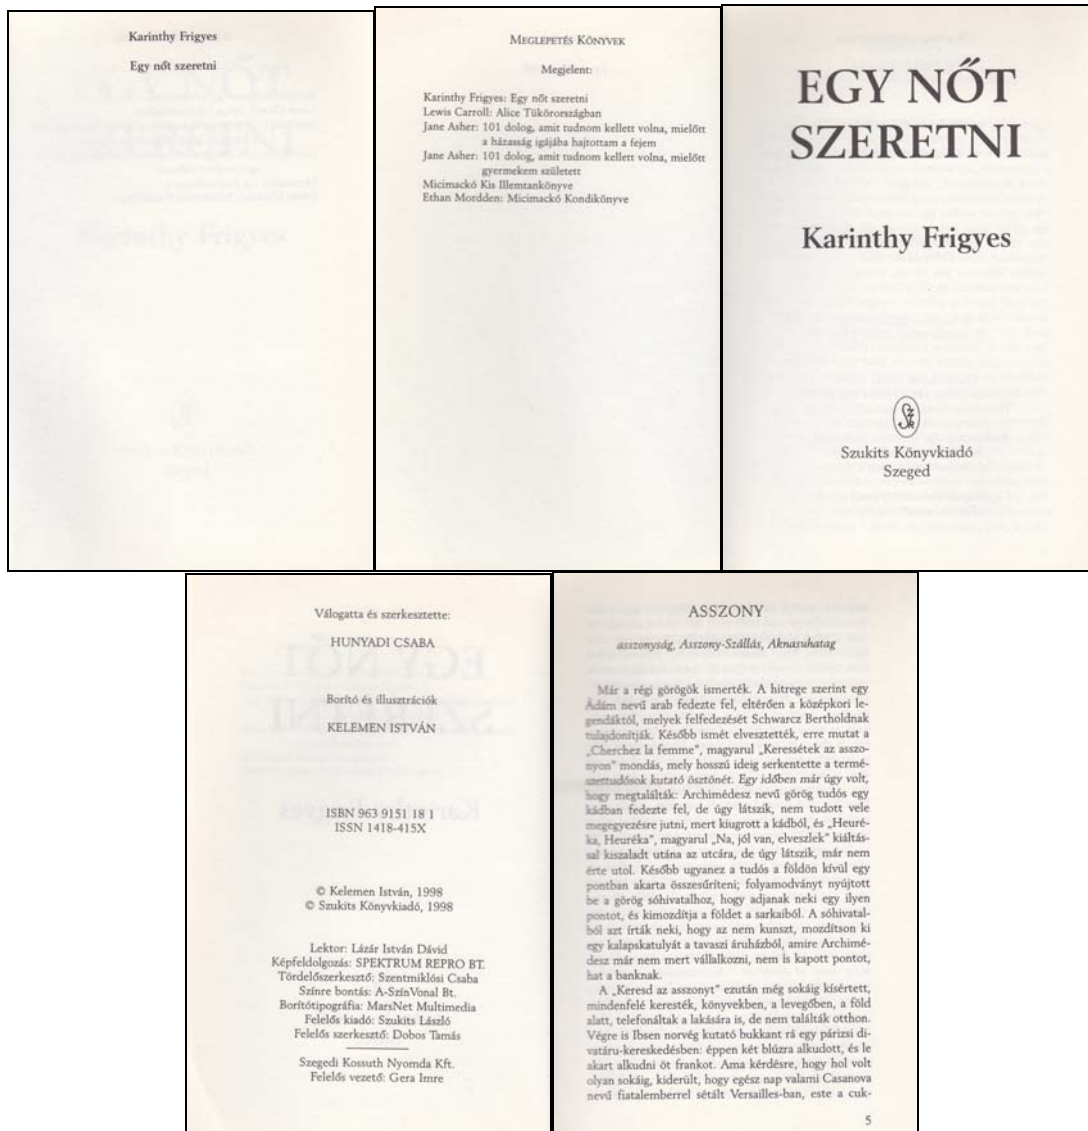 Karinthy Frigyes
Egy nőt szeretni
MEGLEPETÉS KÖNYVEK
Megjelent:
Karinthy Frigyes: Egy nőt szeretni
Lewis Carroll: Alice Tükörországban
Jane Asher: 101 dolog, amit tudnom kellett volna, mielőtt
a házasság igájába hajtottam a fejem
Jane Asher: 101 dolog, amit tudnom kellett volna, mielőtt
gyermekem született
Micimackó Kis Illemtankönyve
Ethan Mordden: Micimackó Kondikönyve
EGY NŐT
SZERETNI
Karinthy Frigyes
Szukits Könyvkiadó
Szeged
Válogatta és szerkesztette:
HUNYADI CSABA
Borító és illusztrációk
KELEMEN ISTVÁN
ISBN 963 9151 18 1
ISSN 1418-415X
© Kelemen István, 1998
© Szukits Könyvkiadó, 1998
Lektor: Lázár István Dávid
Képfeldolgozás: SPEKTRUM REPRO BT.
Tördelőszerkesztő: Szentmiklósi Csaba
Színre bontás: A-SzínVonal Bt.
Borítótipográfia: MarsNet Multimedia
Felelős kiadó: Szukits László
Felelős szerkesztő: Dobos Tamás
Szegedi Kossuth Nyomda Kft.
Felelős vezető: Gera Imre
ASSZONY
asszonyság, Asszony-Szállás, Aknasuhatag
Már a régi görögök ismerték. A hitrege szerint egy
Ádám nevű arab fedezte fel, eltérően a középkori le-
gendáktól, melyek felfedezését Schwarcz Bertholdnak
tulajdonítják. Később ismét elvesztették, erre mutat a
„Cherchez la femme”, magyarul „Keressétek az asszo-
nyon” mondás, mely hosszú ideig serkentette a termé-
szettudósok kutató ösztönét. Egy időben már úgy volt,
hogy megtalálták: Archimédesz nevű görög tudós egy
kádban fedezte fel, de úgy látszik, nem tudott vele
megegyezésre jutni, mert kiugrott a kádból, és „Heuré-
ka, Heuréka”, magyarul „Na, jól van, elveszlek” kiáltás-
sal kiszaladt utána az utcára, de úgy látszik, már nem
érte utol. Később ugyanez a tudós a földön kívül egy
pontban akarta összesűríteni; folyamodványt nyújtott
be a görög sóhivatalhoz, hogy adjanak neki egy ilyen
pontot, és kimozdítja a földet a sarkaiból. A sóhivatal-
ból azt írták neki, hogy az nem kunszt, mozdítson ki
egy kalapskatulyát a tavaszi áruházból, amire Archimé-
desz már nem mert vállalkozni, nem is kapott pontot,
hat a banknak.
A „Keresd az asszonyt” ezután még sokáig kísértett,
mindenfelé keresték, könyvekben, a levegőben, a föld
alatt, telefonáltak a lakására is, de nem találták otthon.
Végre is Ibsen norvég kutató bukkant rá egy párizsi di-
vatáru-kereskedésben: éppen két blúzra alkudott, és le
akart alkudni öt frankot. Ama kérdésre, hogy hol volt
olyan sokáig, kiderült, hogy egész nap valami Casanova
nevű fiatalemberrel sétált Versailles-ban, este a cuk-
5